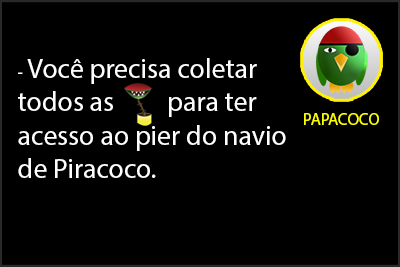 - Você precisa coletar
todos as para ter
acesso ao pier do navio
de Piracoco.
PAPACOCO